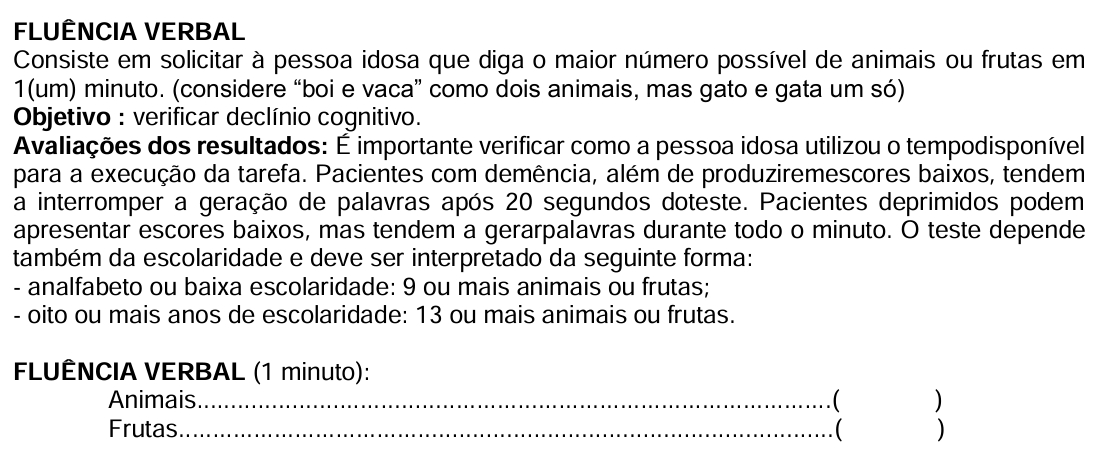 FLUÊNCIA VERBAL
Consiste em solicitar à pessoa idosa que diga o maior número possível de animais ou frutas em
1(um) minuto. (considere “boi e vaca” como dois animais, mas gato e gata um só)
Objetivo : verificar declínio cognitivo.
Avaliações dos resultados: É importante verificar como a pessoa idosa utilizou o tempodisponível
para a execução da tarefa. Pacientes com demência, além de produziremescores baixos, tendem
a interromper a geração de palavras após 20 segundos doteste. Pacientes deprimidos podem
apresentar escores baixos, mas tendem a gerarpalavras durante todo o minuto. O teste depende
também da escolaridade e deve ser interpretado da seguinte forma:
- analfabeto ou baixa escolaridade: 9 ou mais animais ou frutas;
- oito ou mais anos de escolaridade: 13 ou mais animais ou frutas.
FLUÊNCIA VERBAL (1 minuto):
Animais...............................................................................................( )
Frutas..................................................................................................( )